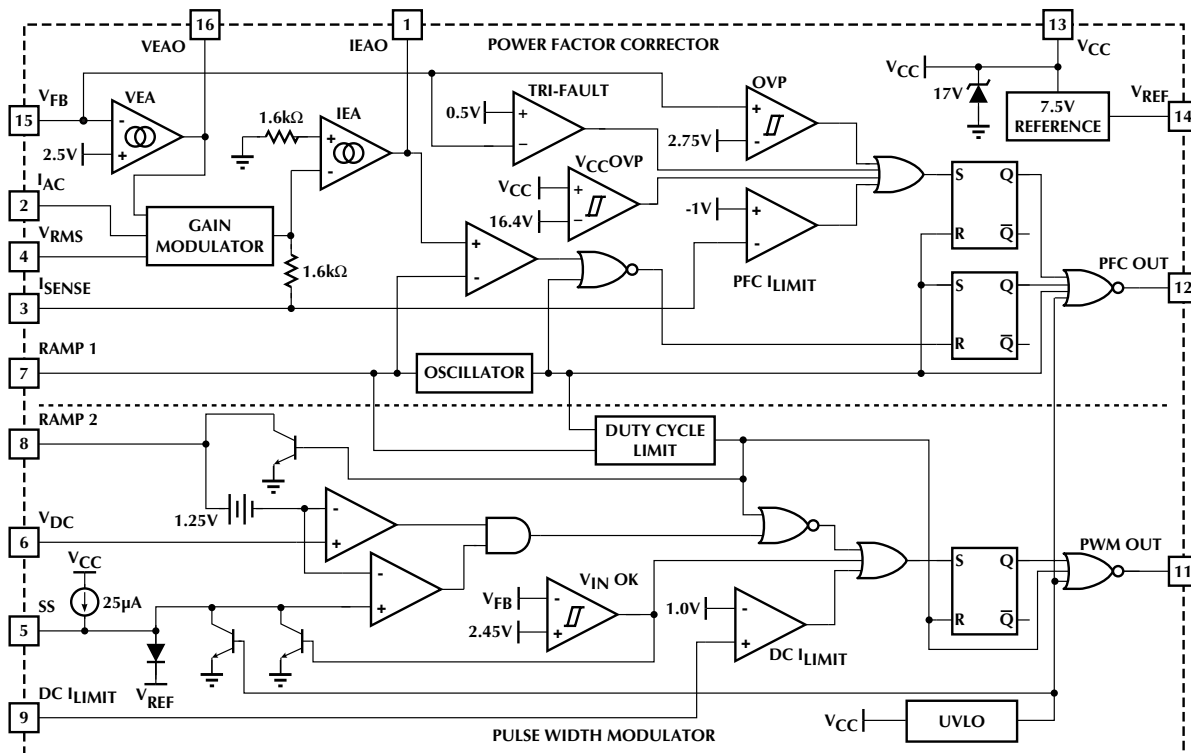 16
1
13
VEAO
IEAO
POWER FACTOR CORRECTOR
VCC
VFB
15
VEA
-
+
2.5V
1.6kΩ
IEA
+
-
TRI-FAULT
0.5V
+
−
OVP
+
-
2.75V
VCC
17V
7.5V
REFERENCE
VREF
14
IAC
2
VCC OVP
VCC
+
16.4V
−
-1V
+
-
PFC ILIMIT
S
Q
R
Q
VRMS
4
GAIN
MODULATOR
1.6kΩ
+
-
ISENSE
3
S
Q
R
Q
PFC OUT
12
RAMP 1
7
OSCILLATOR
RAMP 2
8
DUTY CYCLE
LIMIT
1.25V
-
+
VDC
6
-
+
VCC
25µA
SS
5
VREF
VIN OK
VFB
-
2.45V
+
1.0V
-
+
DC ILIMIT
S
Q
R
Q
PWM OUT
11
DC ILIMIT
9
VCC
UVLO
PULSE WIDTH MODULATOR